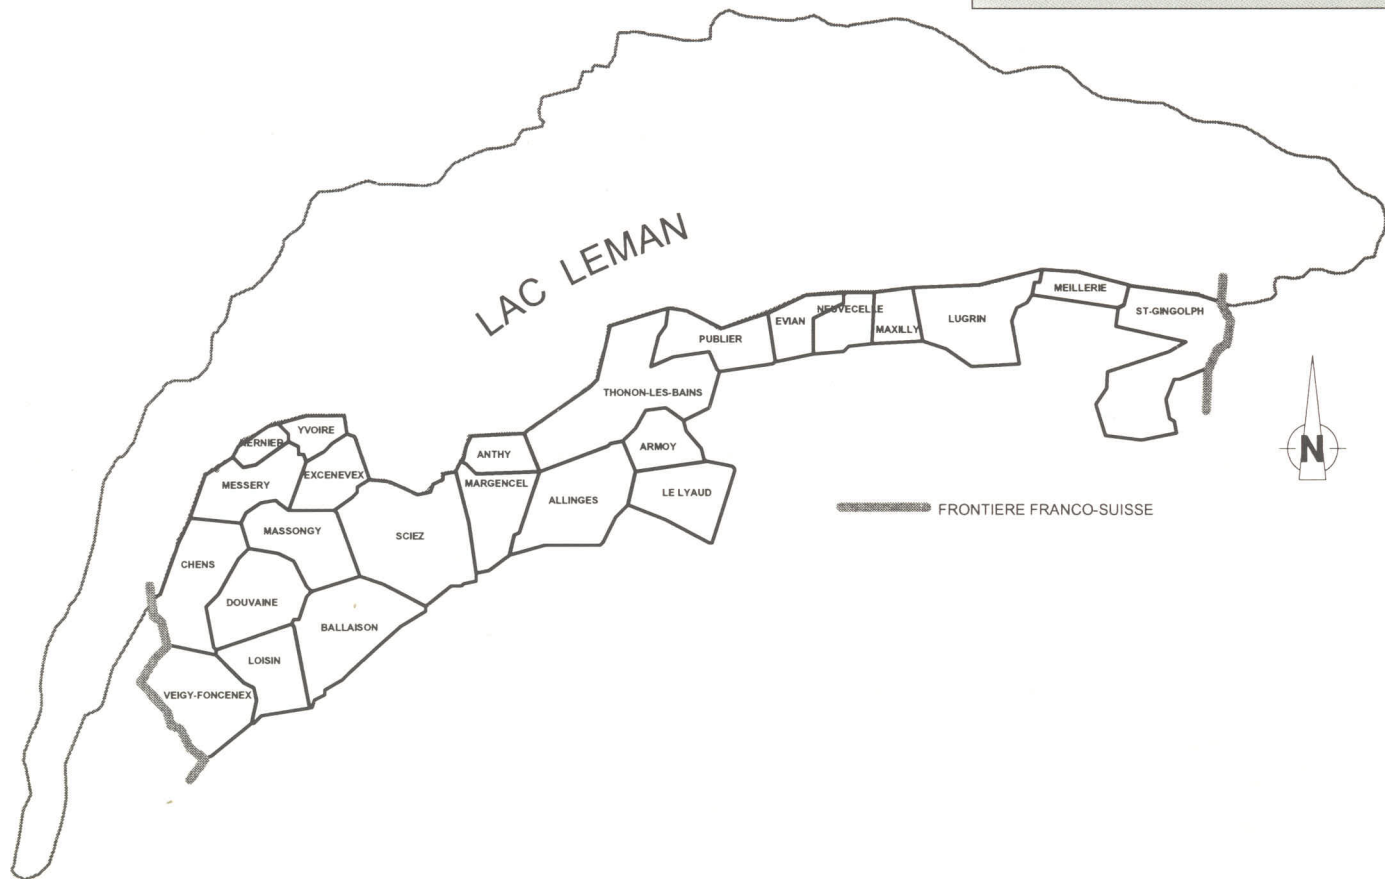 LAC LEMAN
MEILLERIE
ST-GINGOLPH
EVIAN
NEUVECELLE
MAXILLY
LUGRIN
PUBLIER
THONON-LES-BAINS
YVOIRE
NERNIER
ANTHY
ARMOY
EXCENEVEX
MESSERY
MARGENCEL
ALLINGES
LE LYAUD
N
FRONTIERE FRANCO-SUISSE
MASSONGY
SCIEZ
CHENS
DOUVAINE
BALLAISON
LOISIN
VEIGY-FONCENEX